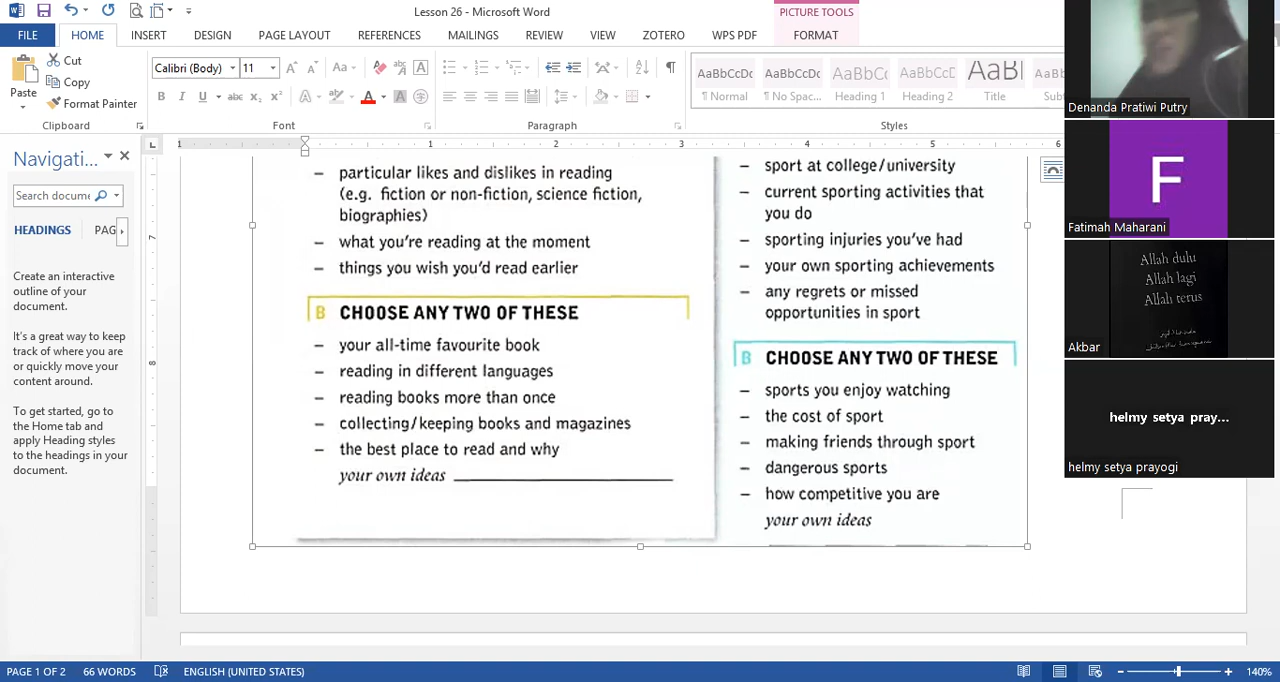 Lesson 26 - Microsoft Word
PICTURE TOOLS
FILE HOME INSERT DESIGN PAGE LAYOUT REFERENCES MAILINGS REVIEW VIEW ZOTERO WPS PDF FORMAT
Paste
Cut
Copy
Format Painter
Clipboard
Calibri (Body) 11
Font
Paragraph
AaBbCcDc AaBbCcDc AaBbCc AaBbCcE AaB
¶ Normal ¶ No Spac... Heading 1 Heading 2 Title
Styles
Navigati...
Search docume
HEADINGS PAG
Create an interactive
outline of your
document.
It's a great way to keep
track of where you are
or quickly move your
content around.
To get started, go to
the Home tab and
apply Heading styles
to the headings in your
document.
1 1 2 3 4 5 6
7
8
– particular likes and dislikes in reading
(e.g. fiction or non-fiction, science fiction,
biographies)
– what you're reading at the moment
– things you wish you'd read earlier
B CHOOSE ANY TWO OF THESE
– your all-time favourite book
– reading in different languages
– reading books more than once
– collecting/keeping books and magazines
– the best place to read and why
your own ideas
sport at college/university
– current sporting activities that
you do
– sporting injuries you've had
– your own sporting achievements
– any regrets or missed
opportunities in sport
B CHOOSE ANY TWO OF THESE
– sports you enjoy watching
– the cost of sport
– making friends through sport
– dangerous sports
– how competitive you are
your own ideas
Denanda Pratiwi Putry
F
Fatimah Maharani
Allah dulu
Allah lagi
Allah terus
Akbar
helmy setya pray...
helmy setya prayogi
PAGE 1 OF 2 66 WORDS ENGLISH (UNITED STATES) 140%